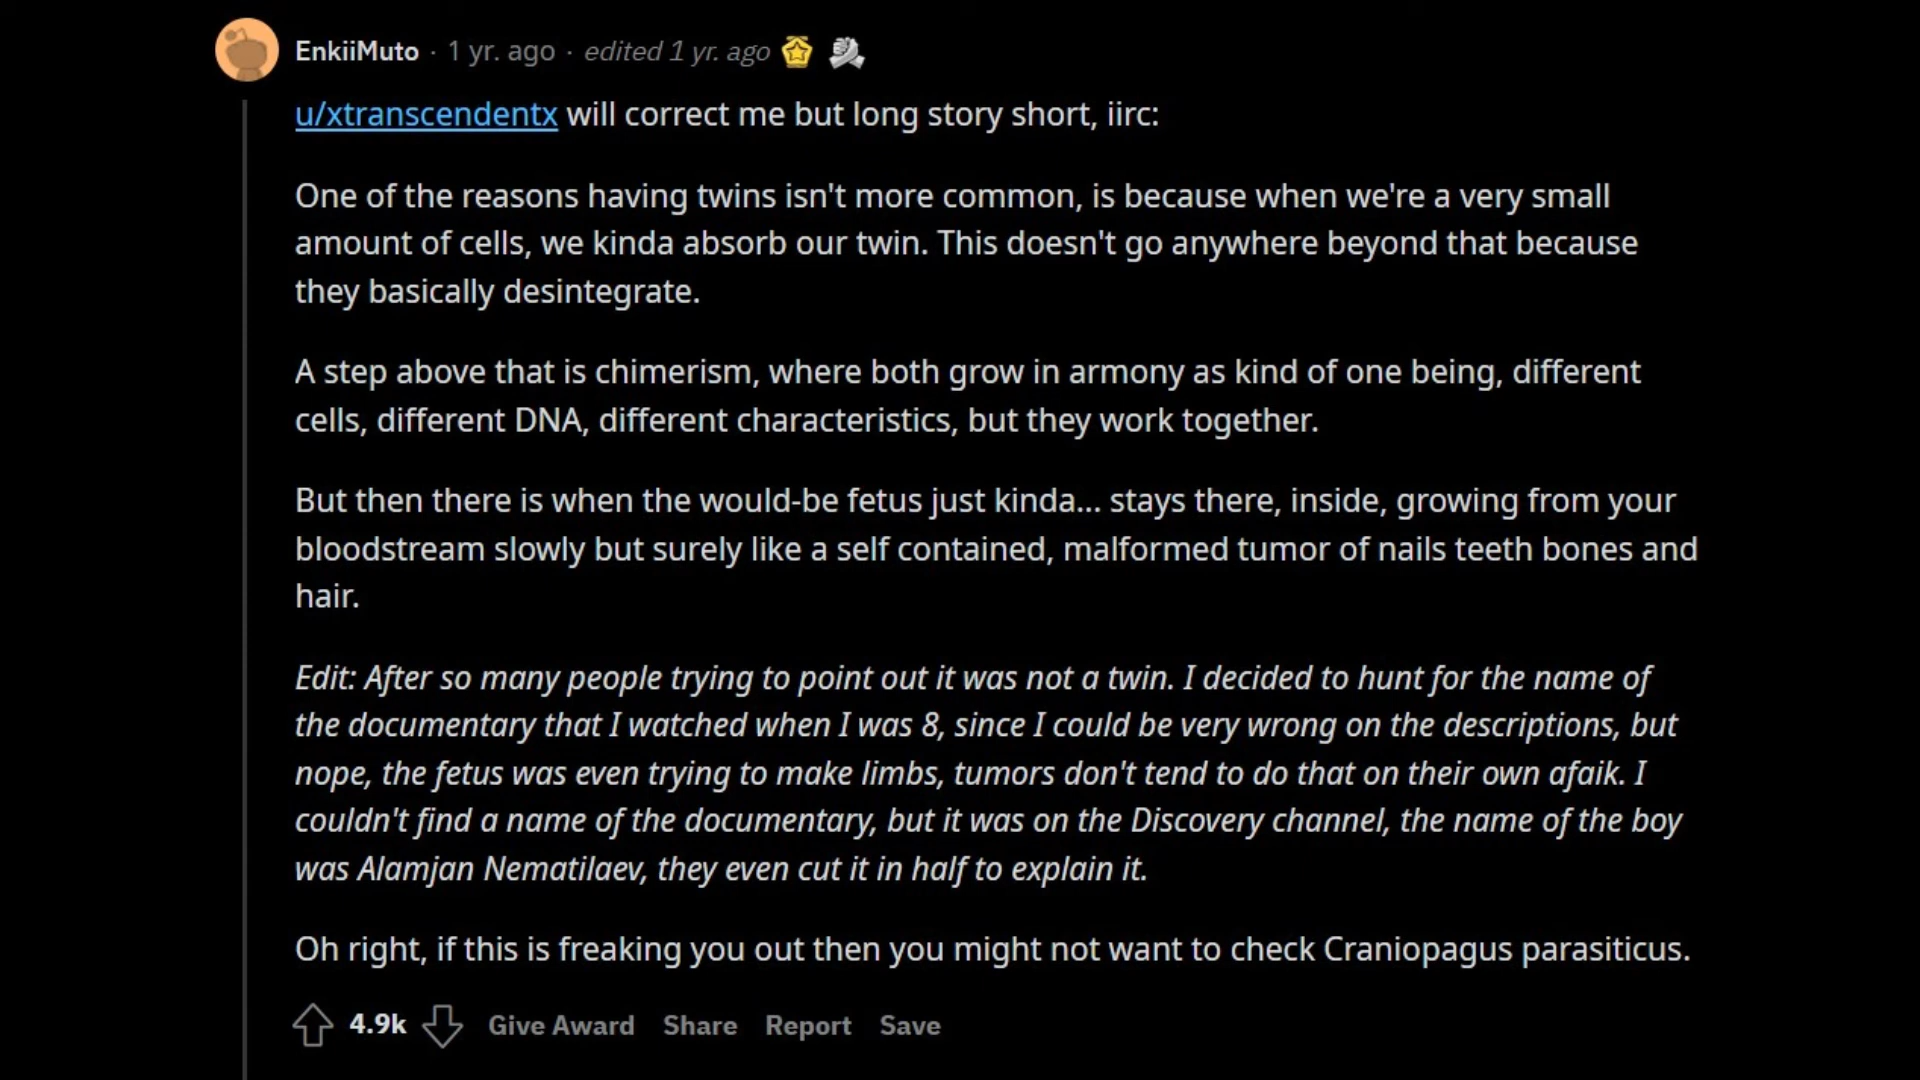 EnkiiMuto · 1 yr. ago · edited 1 yr. ago
u/xtranscendentx will correct me but long story short, iirc:
One of the reasons having twins isn't more common, is because when we're a very small
amount of cells, we kinda absorb our twin. This doesn't go anywhere beyond that because
they basically desintegrate.
A step above that is chimerism, where both grow in armony as kind of one being, different
cells, different DNA, different characteristics, but they work together.
But then there is when the would-be fetus just kinda... stays there, inside, growing from your
bloodstream slowly but surely like a self contained, malformed tumor of nails teeth bones and
hair.
Edit: After so many people trying to point out it was not a twin. I decided to hunt for the name of
the documentary that I watched when I was 8, since I could be very wrong on the descriptions, but
nope, the fetus was even trying to make limbs, tumors don't tend to do that on their own afaik. I
couldn't find a name of the documentary, but it was on the Discovery channel, the name of the boy
was Alamjan Nematilaev, they even cut it in half to explain it.
Oh right, if this is freaking you out then you might not want to check Craniopagus parasiticus.
4.9k Give Award Share Report Save